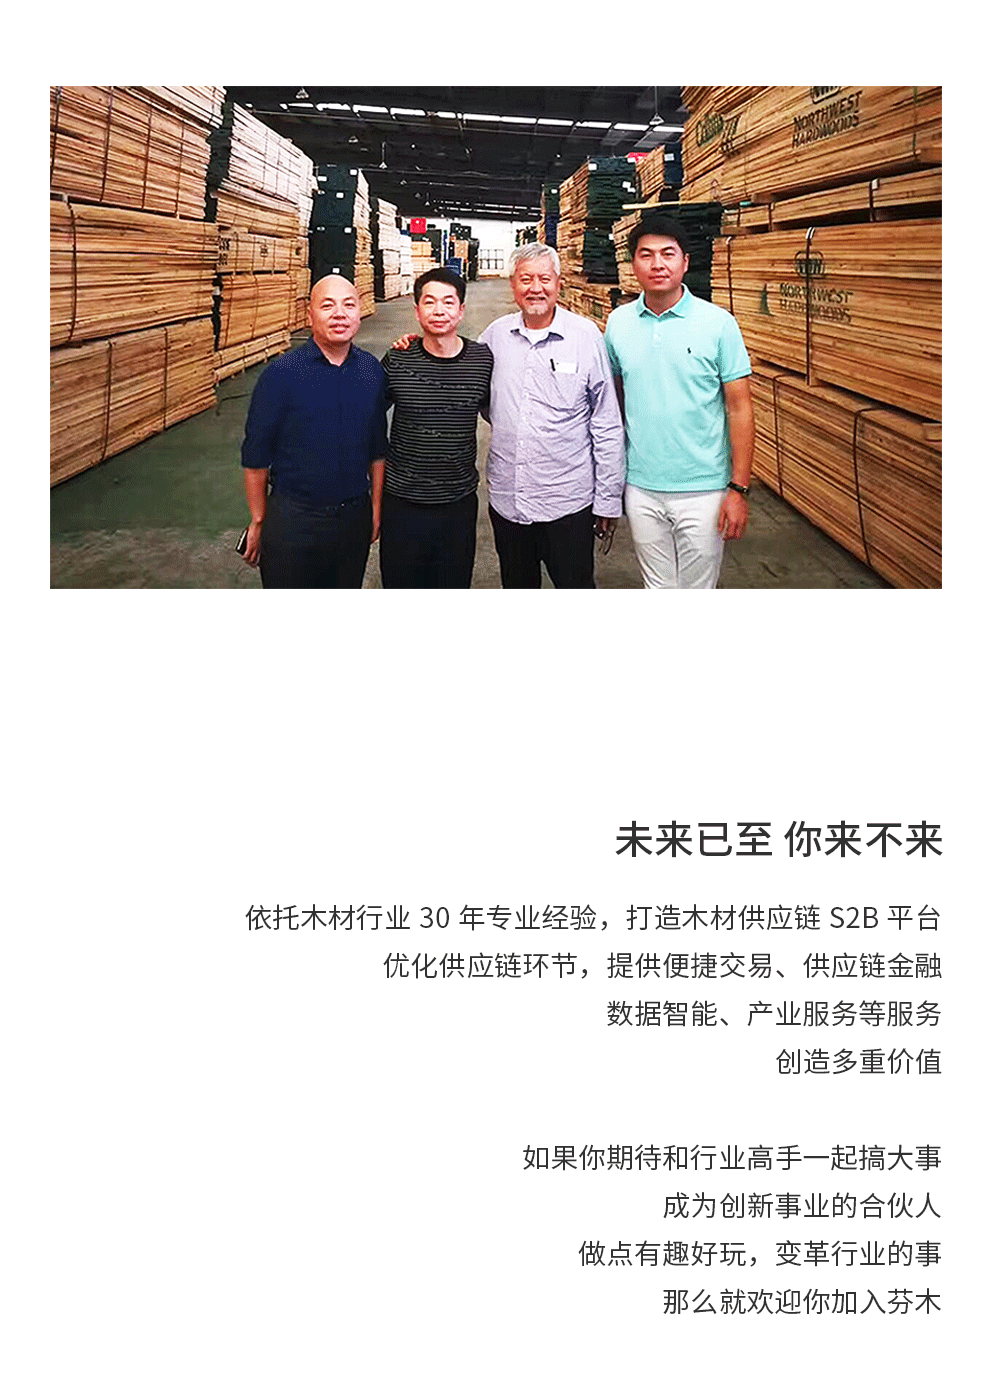 Collins
NORTHWEST
HARDWOODS
NORTHWEST
HARDWOODS
未来已至 你来不来
依托木材行业 30 年专业经验，打造木材供应链 S2B 平台
优化供应链环节，提供便捷交易、供应链金融
数据智能、产业服务等服务
创造多重价值
如果你期待和行业高手一起搞大事
成为创新事业的合伙人
做点有趣好玩，变革行业的事
那么就欢迎你加入芬木